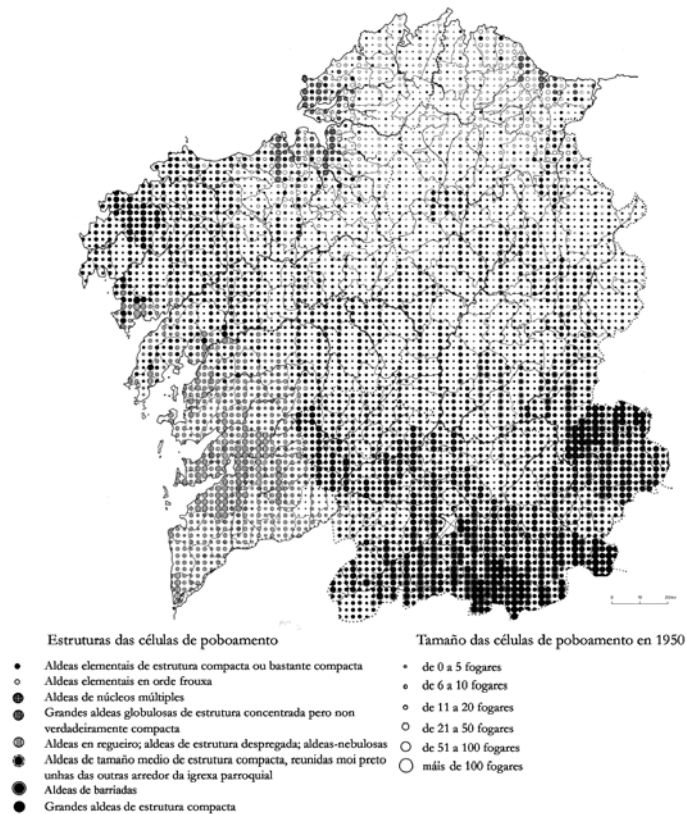 0 10 20 km
Estruturas das células de poboamento
Aldeas elementais de estrutura compacta ou bastante compacta
Aldeas elementais en orde frouxa
Aldeas de núcleos múltiples
Grandes aldeas globulosas de estrutura concentrada pero non
verdadeiramente compacta
Aldeas en regueiro; aldeas de estrutura despregada; aldeas-nebulosas
Aldeas de tamaño medio de estrutura compacta, reunidas moi preto
unhas das outras arredor da igrexa parroquial
Aldeas de barriadas
Grandes aldeas de estrutura compacta
Tamaño das células de poboamento en 1950
de 0 a 5 fogares
de 6 a 10 fogares
de 11 a 20 fogares
de 21 a 50 fogares
de 51 a 100 fogares
máis de 100 fogares